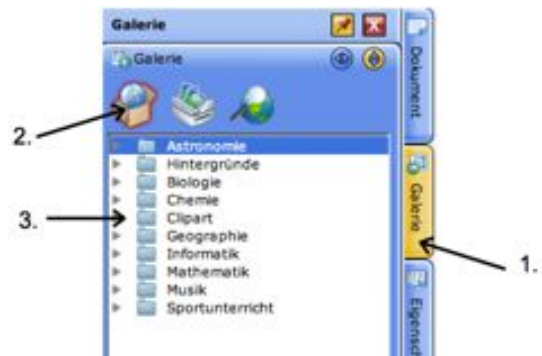 Galerie
Galerie
2.
Astronomie
Hintergründe
Biologie
Chemie
3.
Clipart
Geographie
Informatik
Mathematik
Musik
Sportunterricht
Dokument
Galerie
1.
Eigensch